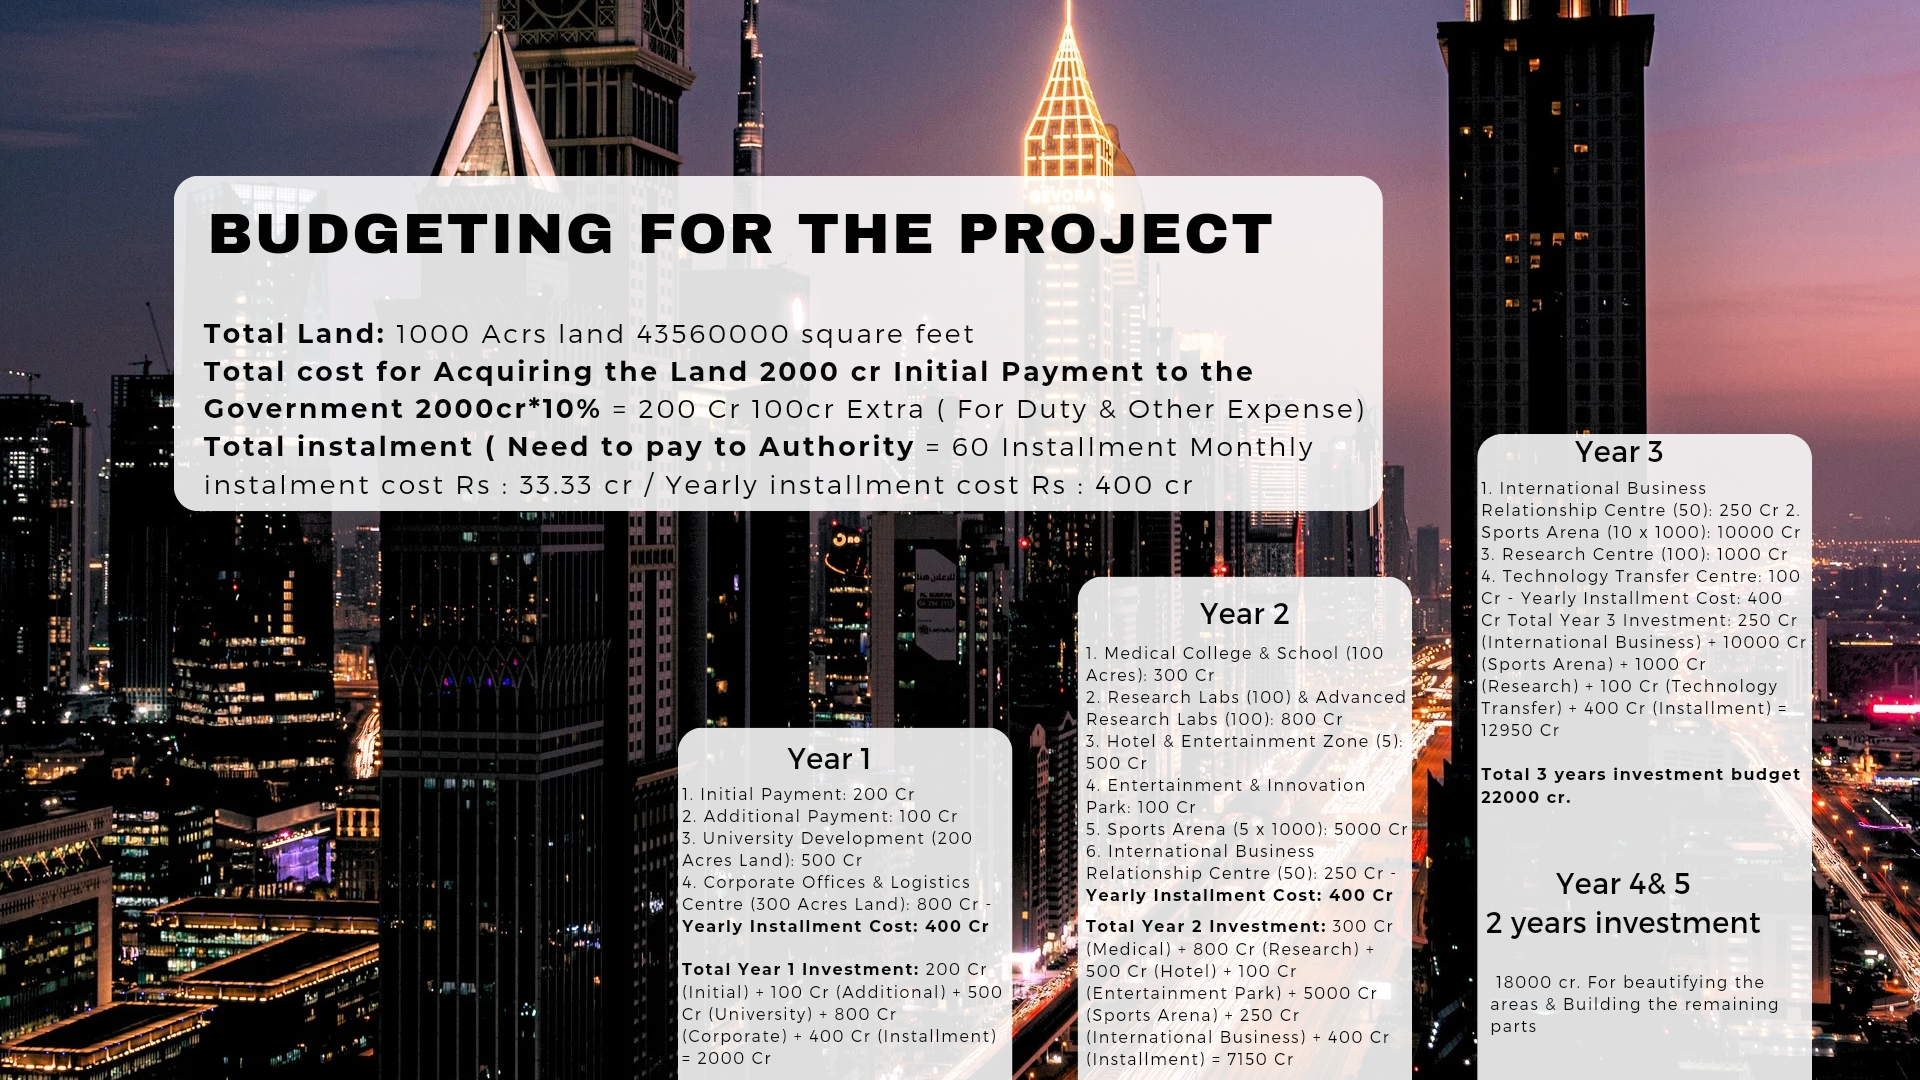 BUDGETING FOR THE PROJECT
Total Land: 1000 Acrs land 43560000 square feet
Total cost for Acquiring the Land 2000 cr Initial Payment to the
Government 2000cr*10% = 200 Cr 100cr Extra ( For Duty & Other Expense)
Total instalment ( Need to pay to Authority = 60 Installment Monthly
instalment cost Rs : 33.33 cr / Yearly installment cost Rs : 400 cr
Year 1
1. Initial Payment: 200 Cr
2. Additional Payment: 100 Cr
3. University Development (200
Acres Land): 500 Cr
4. Corporate Offices & Logistics
Centre (300 Acres Land): 800 Cr -
Yearly Installment Cost: 400 Cr
Total Year 1 Investment: 200 Cr
(Initial) + 100 Cr (Additional) + 500
Cr (University) + 800 Cr
(Corporate) + 400 Cr (Installment)
= 2000 Cr
Year 2
1. Medical College & School (100
Acres): 300 Cr
2. Research Labs (100) & Advanced
Research Labs (100): 800 Cr
3. Hotel & Entertainment Zone (5):
500 Cr
4. Entertainment & Innovation
Park: 100 Cr
5. Sports Arena (5 x 1000): 5000 Cr
6. International Business
Relationship Centre (50): 250 Cr -
Yearly Installment Cost: 400 Cr
Total Year 2 Investment: 300 Cr
(Medical) + 800 Cr (Research) +
500 Cr (Hotel) + 100 Cr
(Entertainment Park) + 5000 Cr
(Sports Arena) + 250 Cr
(International Business) + 400 Cr
(Installment) = 7150 Cr
Year 3
1. International Business
Relationship Centre (50): 250 Cr 2.
Sports Arena (10 x 1000): 10000 Cr
3. Research Centre (100): 1000 Cr
4. Technology Transfer Centre: 100
Cr - Yearly Installment Cost: 400
Cr Total Year 3 Investment: 250 Cr
(International Business) + 10000 Cr
(Sports Arena) + 1000 Cr
(Research) + 100 Cr (Technology
Transfer) + 400 Cr (Installment) =
12950 Cr
Total 3 years investment budget
22000 cr.
Year 4& 5
2 years investment
18000 cr. For beautifying the
areas & Building the remaining
parts
GEVORA